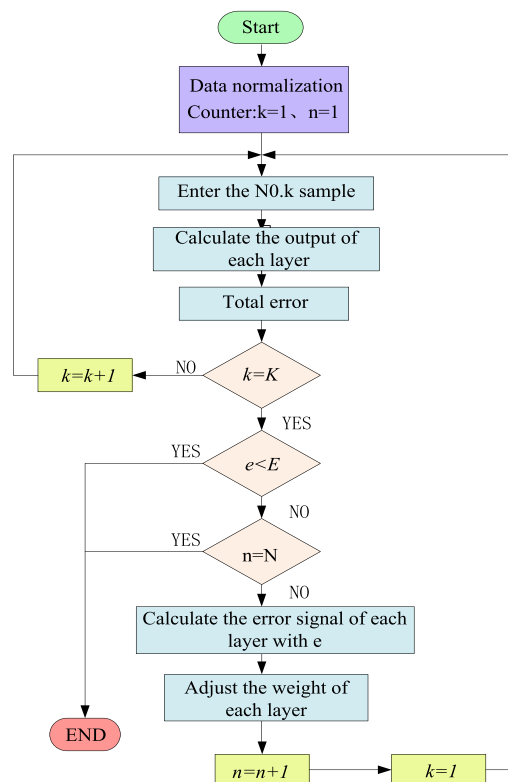 Start
Data normalization
Counter:k=1、n=1
Enter the N0.k sample
Calculate the output of
each layer
Total error
NO
k=K
k=k+1
YES
YES
e<E
NO
YES
n=N
NO
Calculate the error signal of each
layer with e
Adjust the weight of
each layer
END
n=n+1
k=1